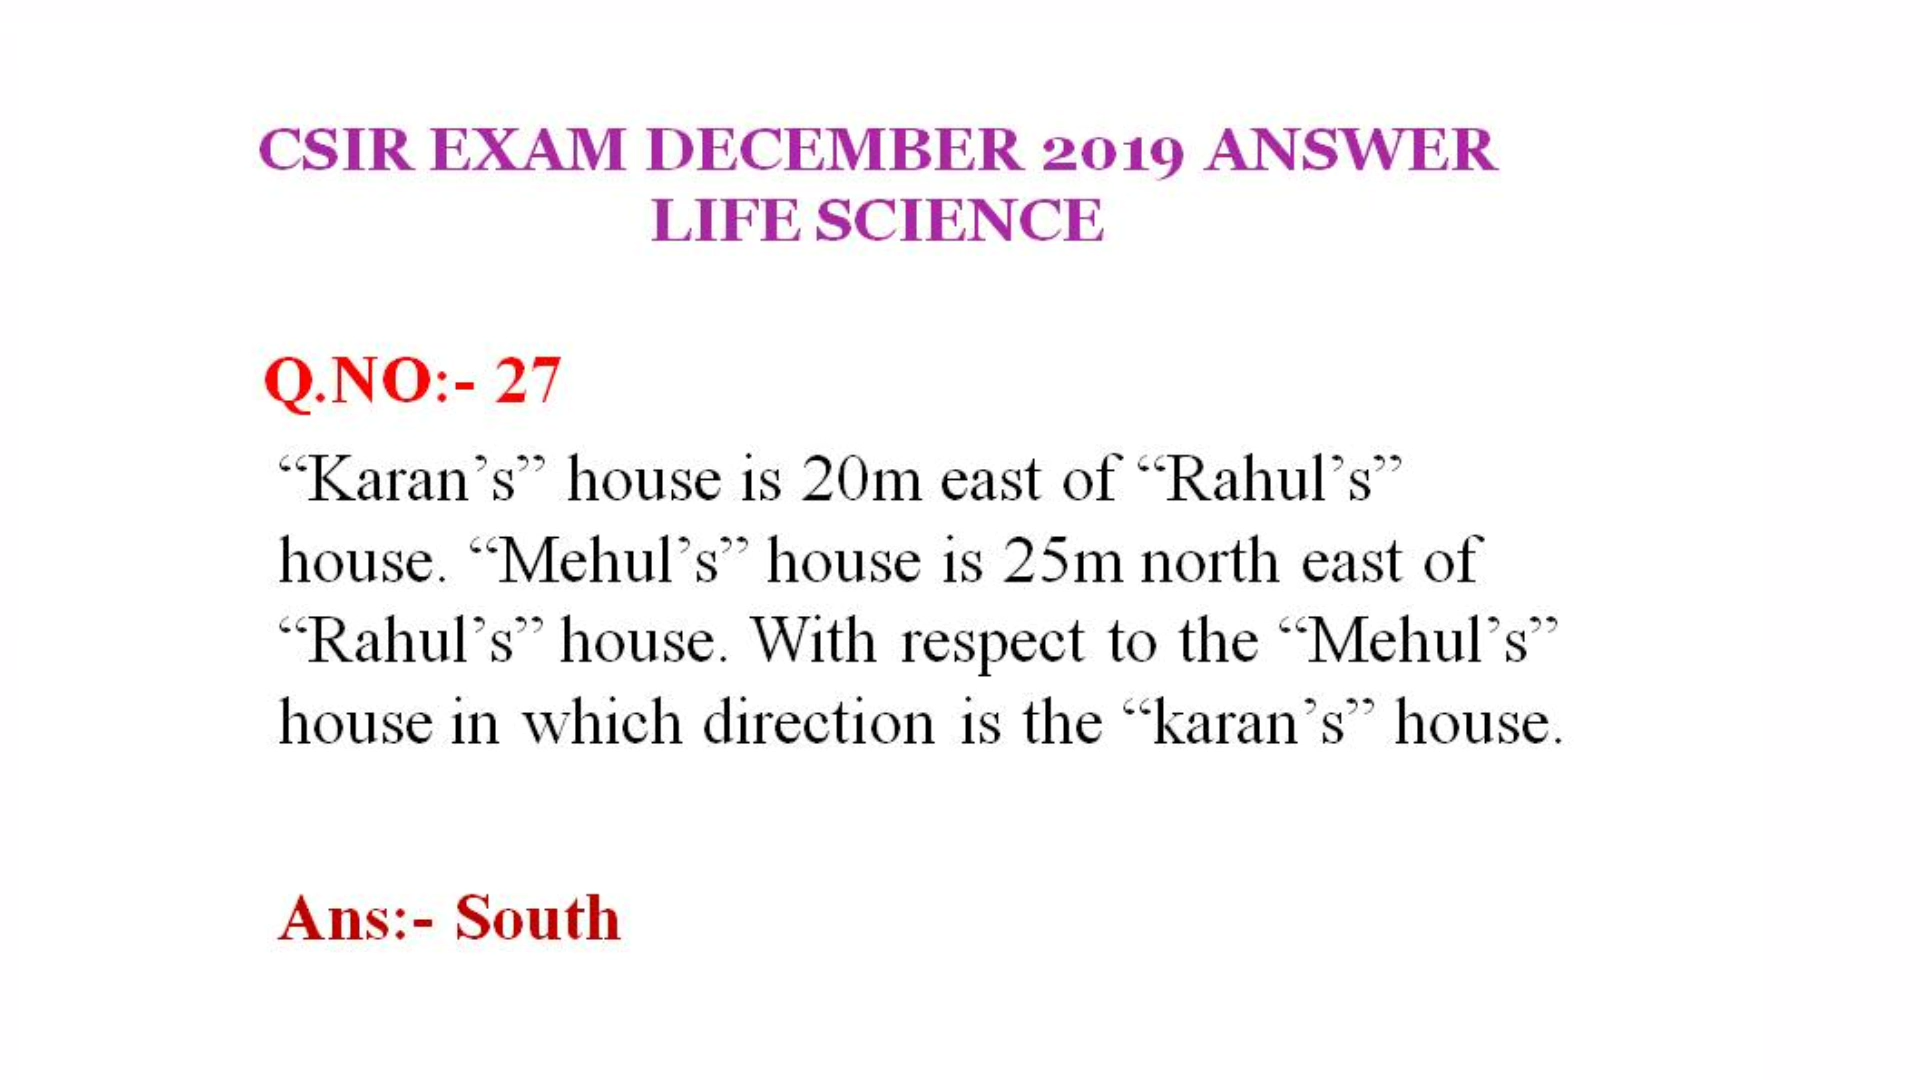 CSIR EXAM DECEMBER 2019 ANSWER
LIFE SCIENCE
Q.NO:- 27
“Karan’s” house is 20m east of “Rahul’s”
house. “Mehul’s” house is 25m north east of
“Rahul’s” house. With respect to the “Mehul’s”
house in which direction is the “karan’s” house.
Ans:- South